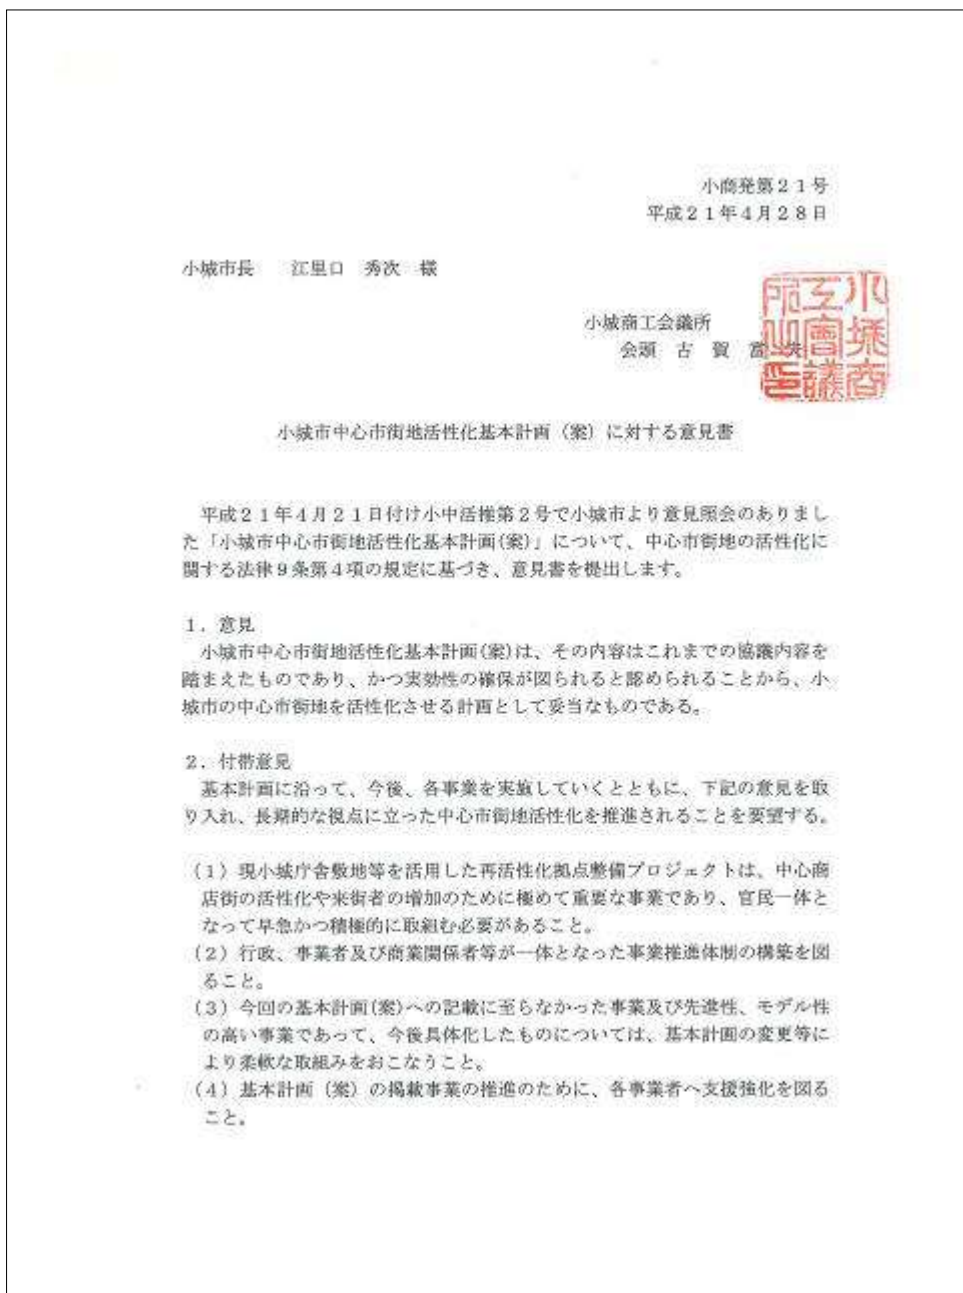 小商発第２１号
平成２１年４月２８日
小城市長　江里口　秀次　様
小城商工会議所
会頭　古　賀　富
小城商
工會議
所之印
小城市中心市街地活性化基本計画（案）に対する意見書
平成２１年４月２１日付け小中活推第２号で小城市より意見照会のありまし
た「小城市中心市街地活性化基本計画(案)」について、中心市街地の活性化に
関する法律９条第４項の規定に基づき、意見書を提出します。
１．意見
小城市中心市街地活性化基本計画(案)は、その内容はこれまでの協議内容を
踏まえたものであり、かつ実効性の確保が図られると認められることから、小
城市の中心市街地を活性化させる計画として妥当なものである。
２．付帯意見
基本計画に沿って、今後、各事業を実施していくとともに、下記の意見を取
り入れ、長期的な視点に立った中心市街地活性化を推進されることを要望する。
（１）現小城庁舎敷地等を活用した再活性化拠点整備プロジェクトは、中心商
店街の活性化や来街者の増加のために極めて重要な事業であり、官民一体と
なって早急かつ積極的に取組む必要があること。
（２）行政、事業者及び商業関係者等が一体となった事業推進体制の構築を図
ること。
（３）今回の基本計画(案)への記載に至らなかった事業及び先進性、モデル性
の高い事業であって、今後具体化したものについては、基本計画の変更等に
より柔軟な取組みをおこなうこと。
（４）基本計画（案）の掲載事業の推進のために、各事業者へ支援強化を図る
こと。